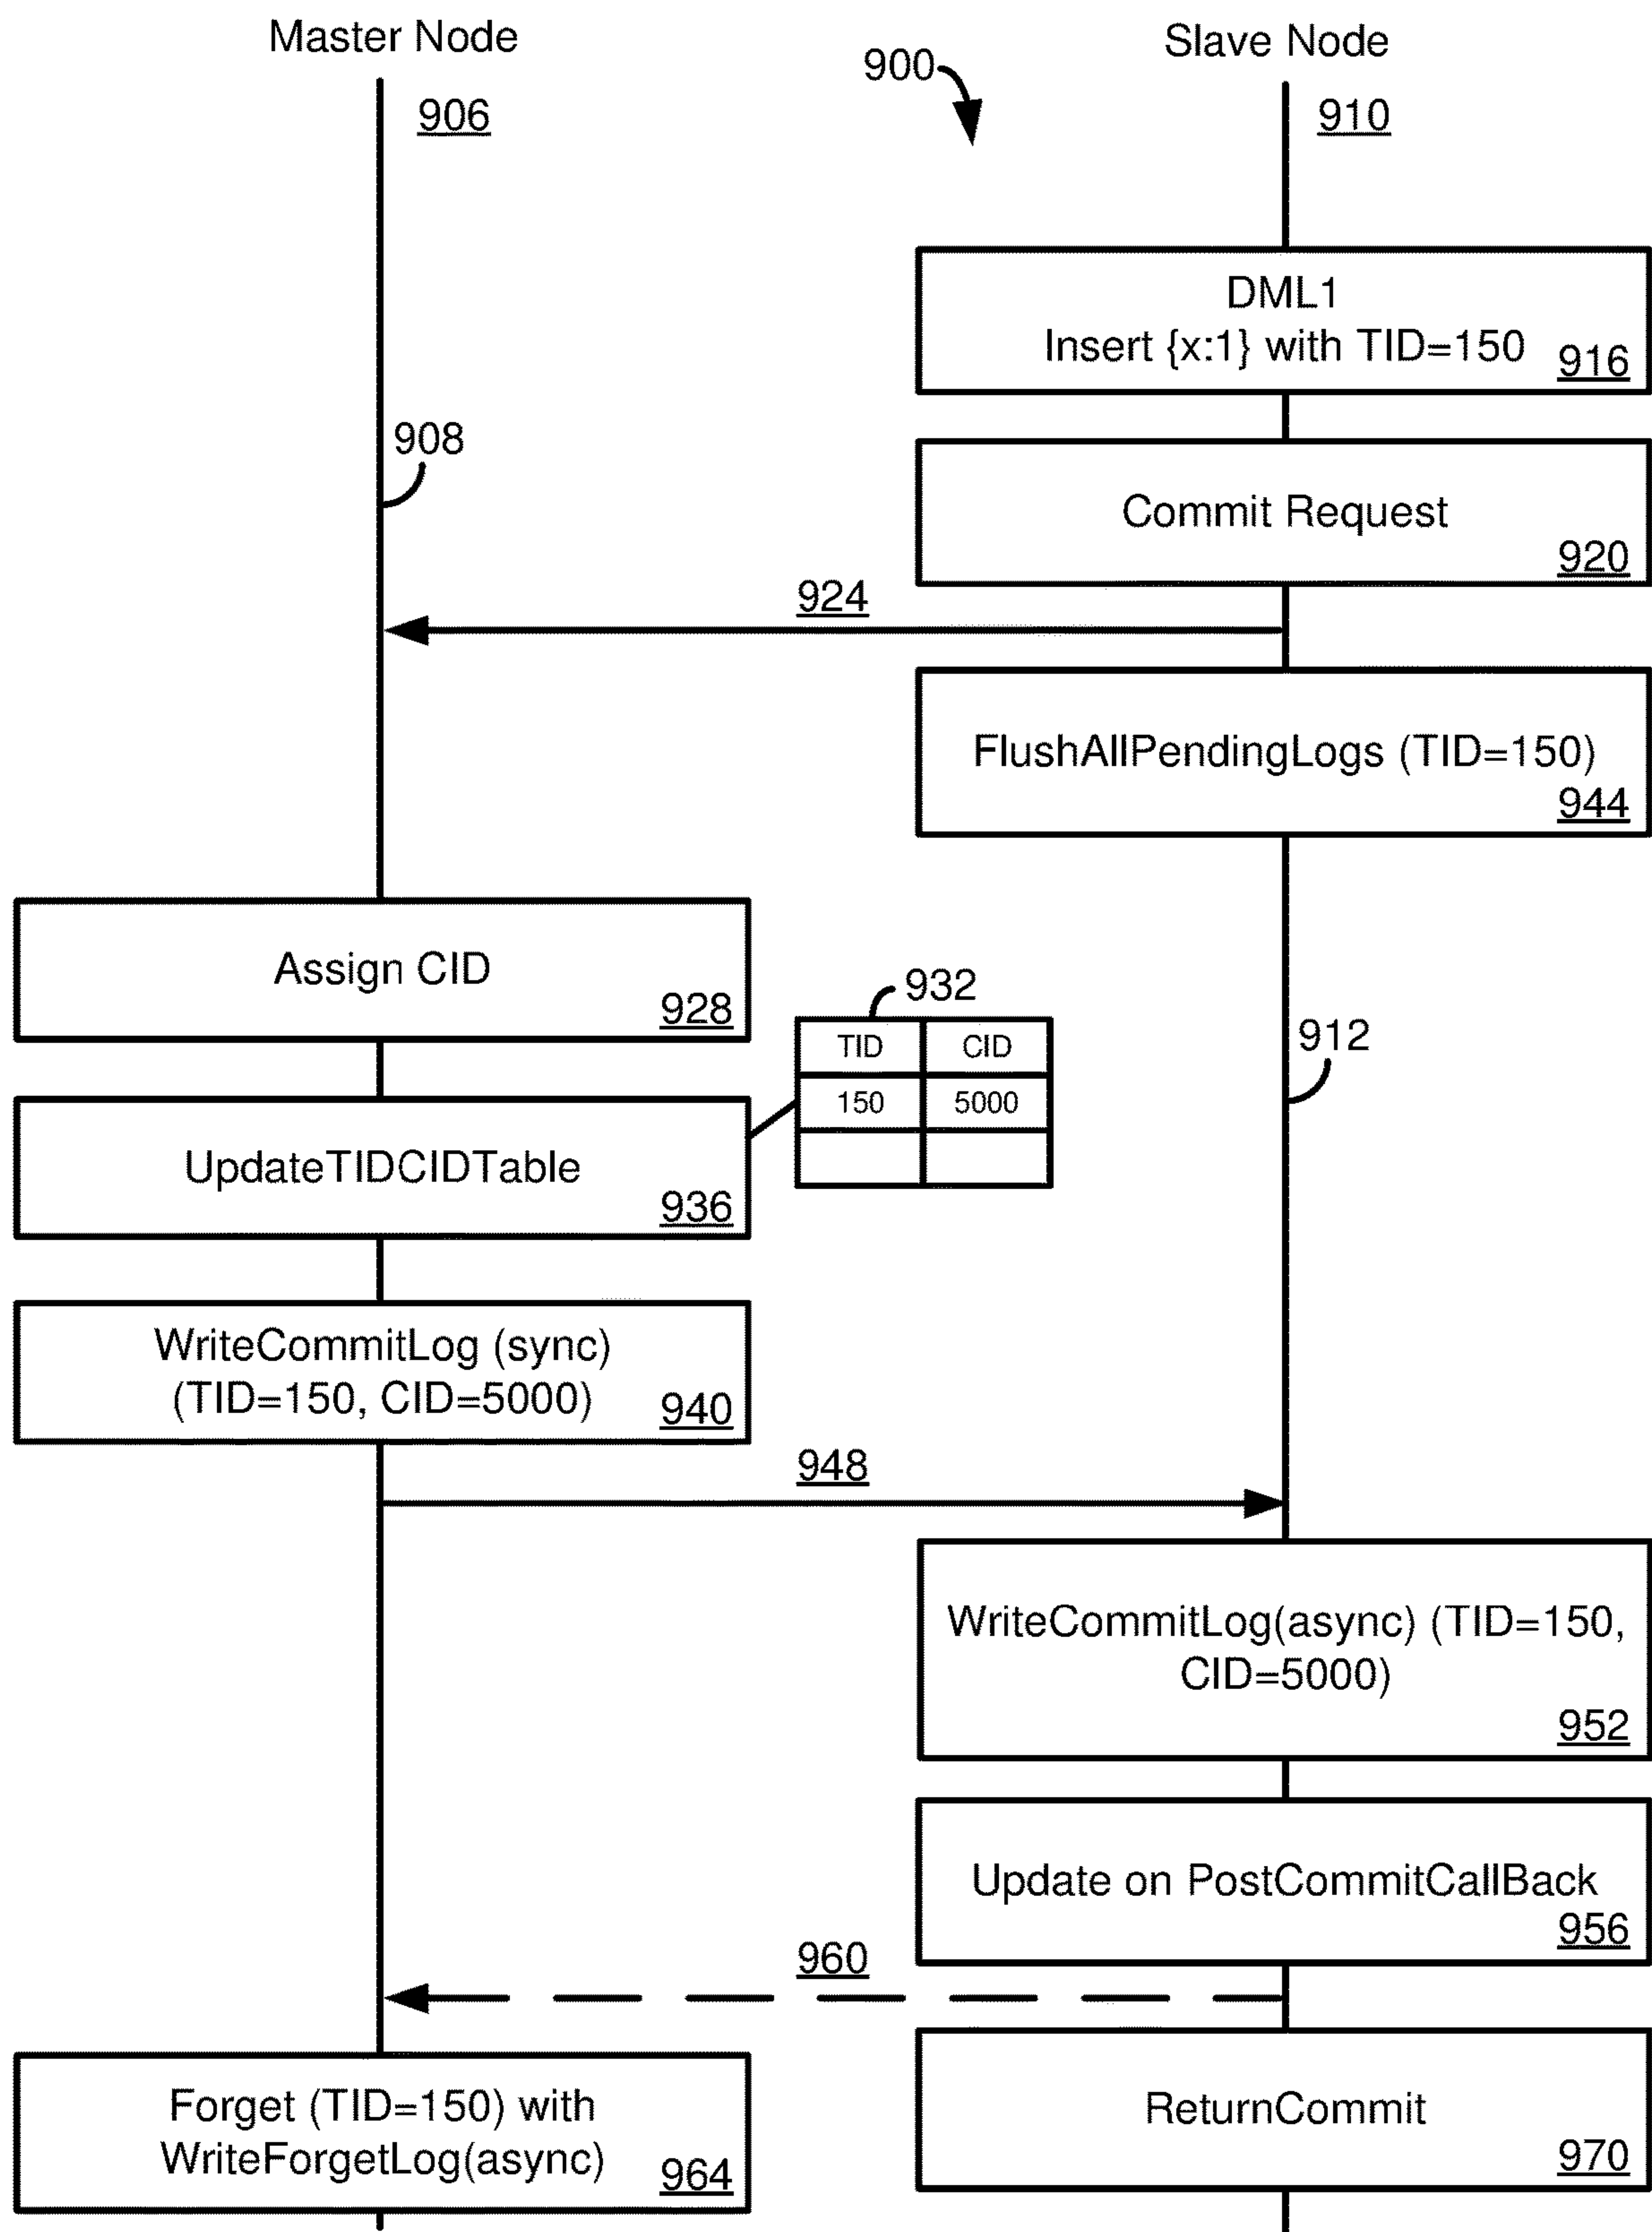 Master Node
Slave Node
900
906
910
DML1
Insert {x:1} with TID=150
916
908
Commit Request
920
924
FlushAllPendingLogs (TID=150)
944
Assign CID
928
932
TID CID
150 5000
912
UpdateTIDCIDTable
936
WriteCommitLog (sync)
(TID=150, CID=5000)
940
948
WriteCommitLog(async) (TID=150,
CID=5000)
952
Update on PostCommitCallBack
956
960
Forget (TID=150) with
WriteForgetLog(async)
964
ReturnCommit
970